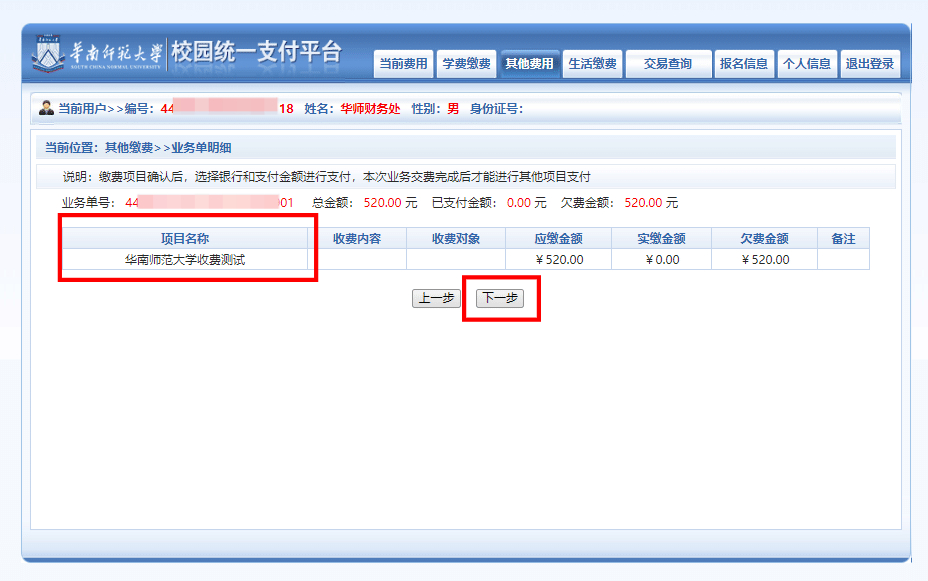 华南师范大学 校园统一支付平台
SOUTH CHINA NORMAL UNIVERSITY
当前费用 学费缴费 其他费用 生活缴费 交易查询 报名信息 个人信息 退出登录
当前用户>>编号：44 18 姓名：华师财务处 性别：男 身份证号：
当前位置：其他缴费>>业务单明细
说明：缴费项目确认后，选择银行和支付金额进行支付，本次业务交费完成后才能进行其他项目支付
业务单号：44 01 总金额：520.00 元 已支付金额：0.00 元 欠费金额：520.00 元
项目名称 收费内容 收费对象 应缴金额 实缴金额 欠费金额 备注
华南师范大学收费测试 ￥520.00 ￥0.00 ￥520.00
上一步 下一步